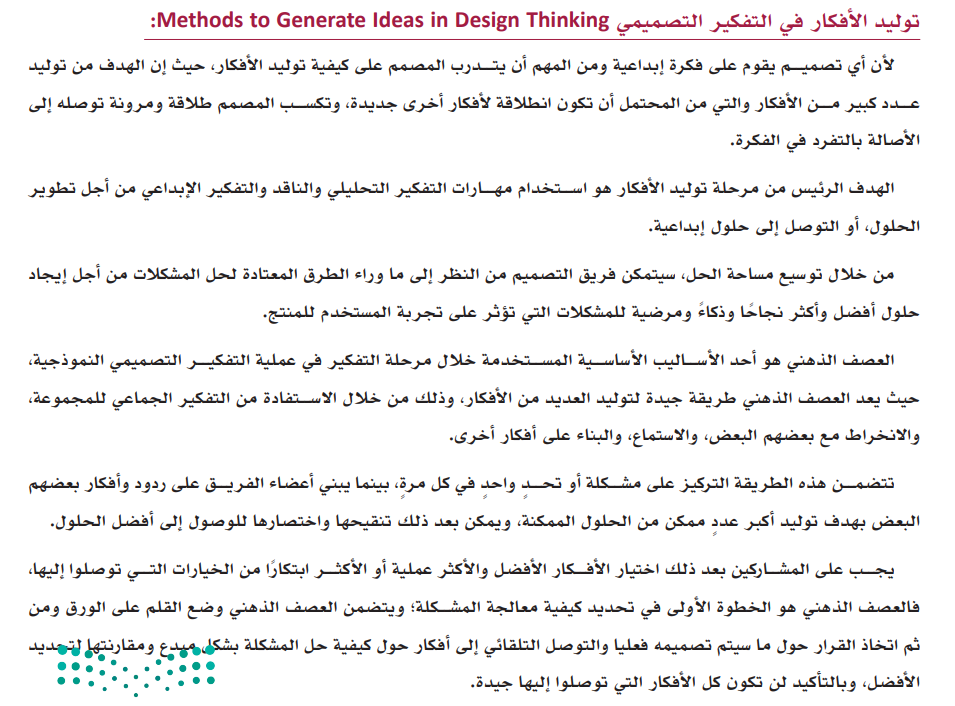 توليد الأفكار في التفكير التصميمي Methods to Generate Ideas in Design Thinking:
لأن أي تصميم يقوم على فكرة إبداعية ومن المهم أن يتدرب المصمم على كيفية توليد الأفكار، حيث إن الهدف من توليد
عدد كبير من الأفكار والتي من المحتمل أن تكون انطلاقة لأفكار أخرى جديدة، وتكسب المصمم طلاقة ومرونة توصله إلى
الأصالة بالتفرد في الفكرة.
الهدف الرئيس من مرحلة توليد الأفكار هو استخدام مهارات التفكير التحليلي والناقد والتفكير الإبداعي من أجل تطوير
الحلول، أو التوصل إلى حلول إبداعية.
من خلال توسيع مساحة الحل، سيتمكن فريق التصميم من النظر إلى ما وراء الطرق المعتادة لحل المشكلات من أجل إيجاد
حلول أفضل وأكثر نجاحًا وذكاءً ومرضية للمشكلات التي تؤثر على تجربة المستخدم للمنتج.
العصف الذهني هو أحد الأساليب الأساسية المستخدمة خلال مرحلة التفكير في عملية التفكير التصميمي النموذجية،
حيث يعد العصف الذهني طريقة جيدة لتوليد العديد من الأفكار، وذلك من خلال الاستفادة من التفكير الجماعي للمجموعة،
والانخراط مع بعضهم البعض، والاستماع، والبناء على أفكار أخرى.
تتضمن هذه الطريقة التركيز على مشكلة أو تحدٍ واحدٍ في كل مرةٍ، بينما يبني أعضاء الفريق على ردود وأفكار بعضهم
البعض بهدف توليد أكبر عددٍ ممكن من الحلول الممكنة، ويمكن بعد ذلك تنقيحها واختصارها للوصول إلى أفضل الحلول.
يجب على المشاركين بعد ذلك اختيار الأفكار الأفضل والأكثر عملية أو الأكثر ابتكارًا من الخيارات التي توصلوا إليها،
فالعصف الذهني هو الخطوة الأولى في تحديد كيفية معالجة المشكلة؛ ويتضمن العصف الذهني وضع القلم على الورق ومن
ثم اتخاذ القرار حول ما سيتم تصميمه فعليا والتوصل التلقائي إلى أفكار حول كيفية حل المشكلة بشكل مبدع ومقارنتها لتحديد
الأفضل، وبالتأكيد لن تكون كل الأفكار التي توصلوا إليها جيدة.